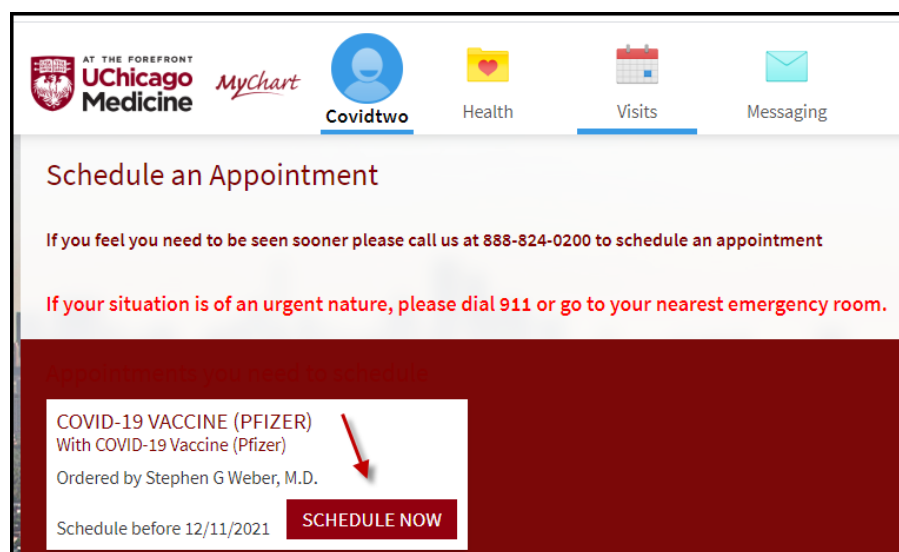 AT THE FOREFRONT
UChicago
Medicine
MyChart
Covidtwo
Health
Visits
Messaging
Schedule an Appointment
If you feel you need to be seen sooner please call us at 888-824-0200 to schedule an appointment
If your situation is of an urgent nature, please dial 911 or go to your nearest emergency room.
Appointments you need to schedule
COVID-19 VACCINE (PFIZER)
With COVID-19 Vaccine (Pfizer)
Ordered by Stephen G Weber, M.D.
Schedule before 12/11/2021
SCHEDULE NOW